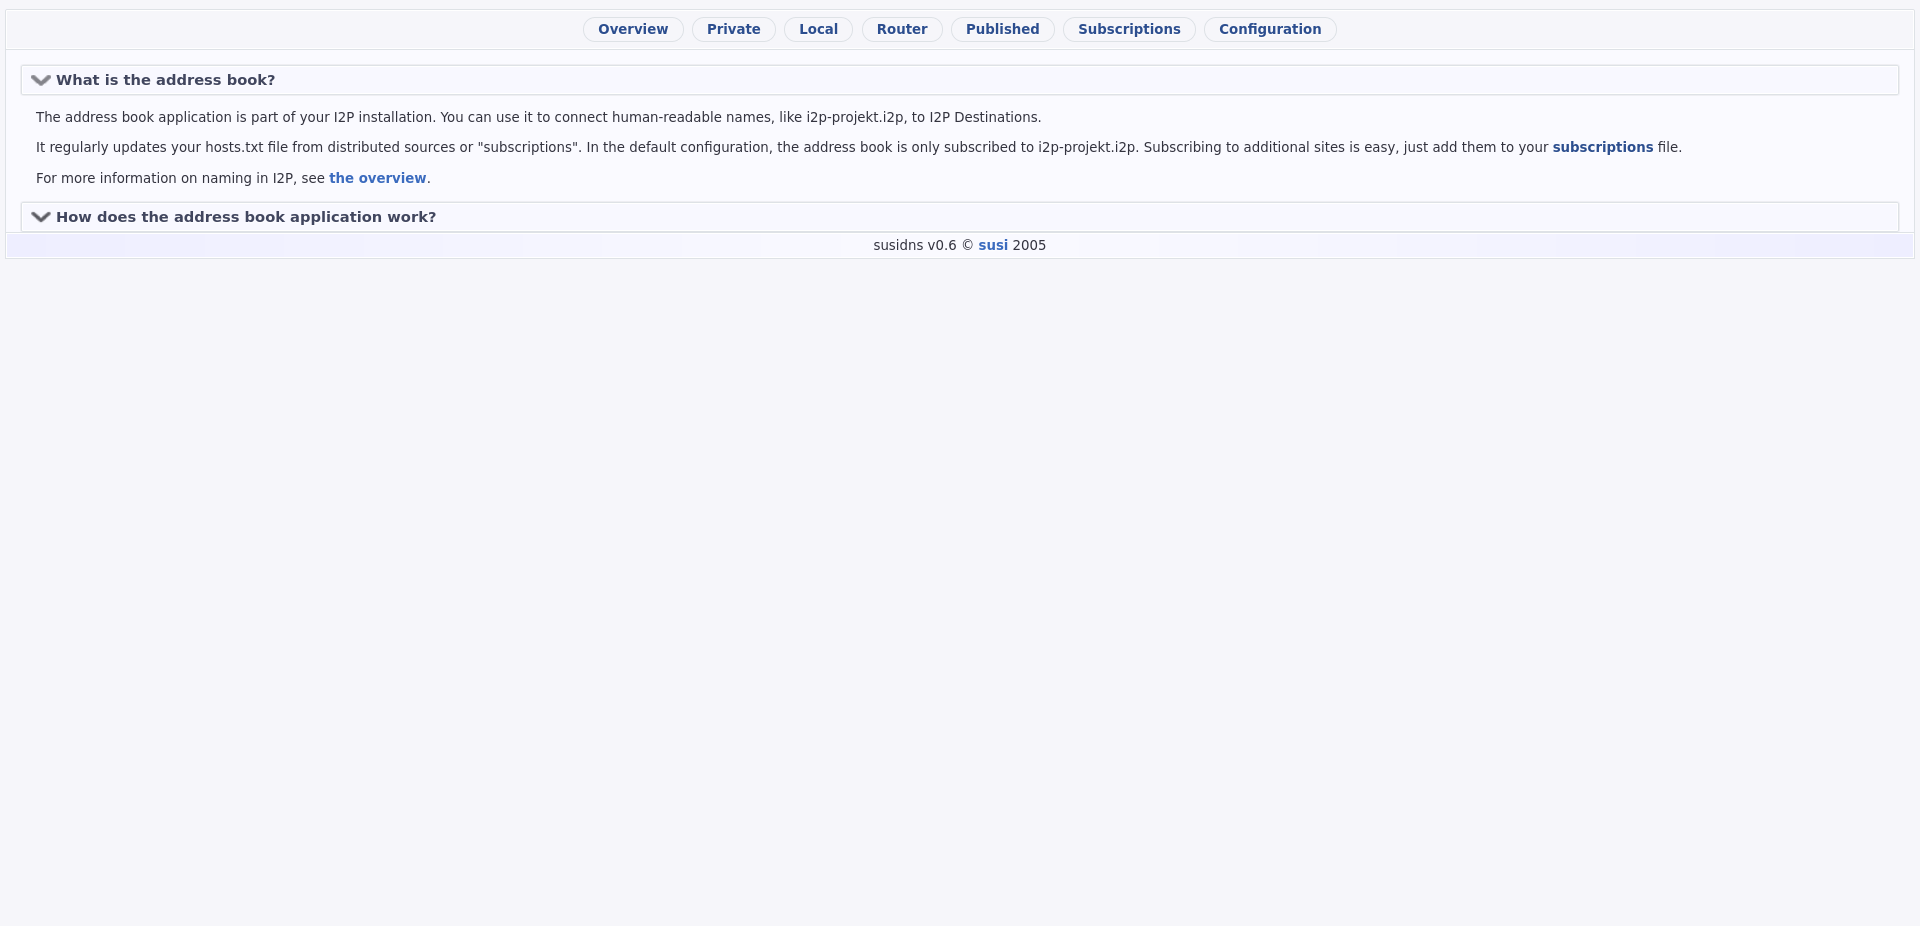 Overview Private Local Router Published Subscriptions Configuration
What is the address book?
The address book application is part of your I2P installation. You can use it to connect human-readable names, like i2p-projekt.i2p, to I2P Destinations.
It regularly updates your hosts.txt file from distributed sources or "subscriptions". In the default configuration, the address book is only subscribed to i2p-projekt.i2p. Subscribing to additional sites is easy, just add them to your subscriptions file.
For more information on naming in I2P, see the overview.
How does the address book application work?
susidns v0.6 © susi 2005